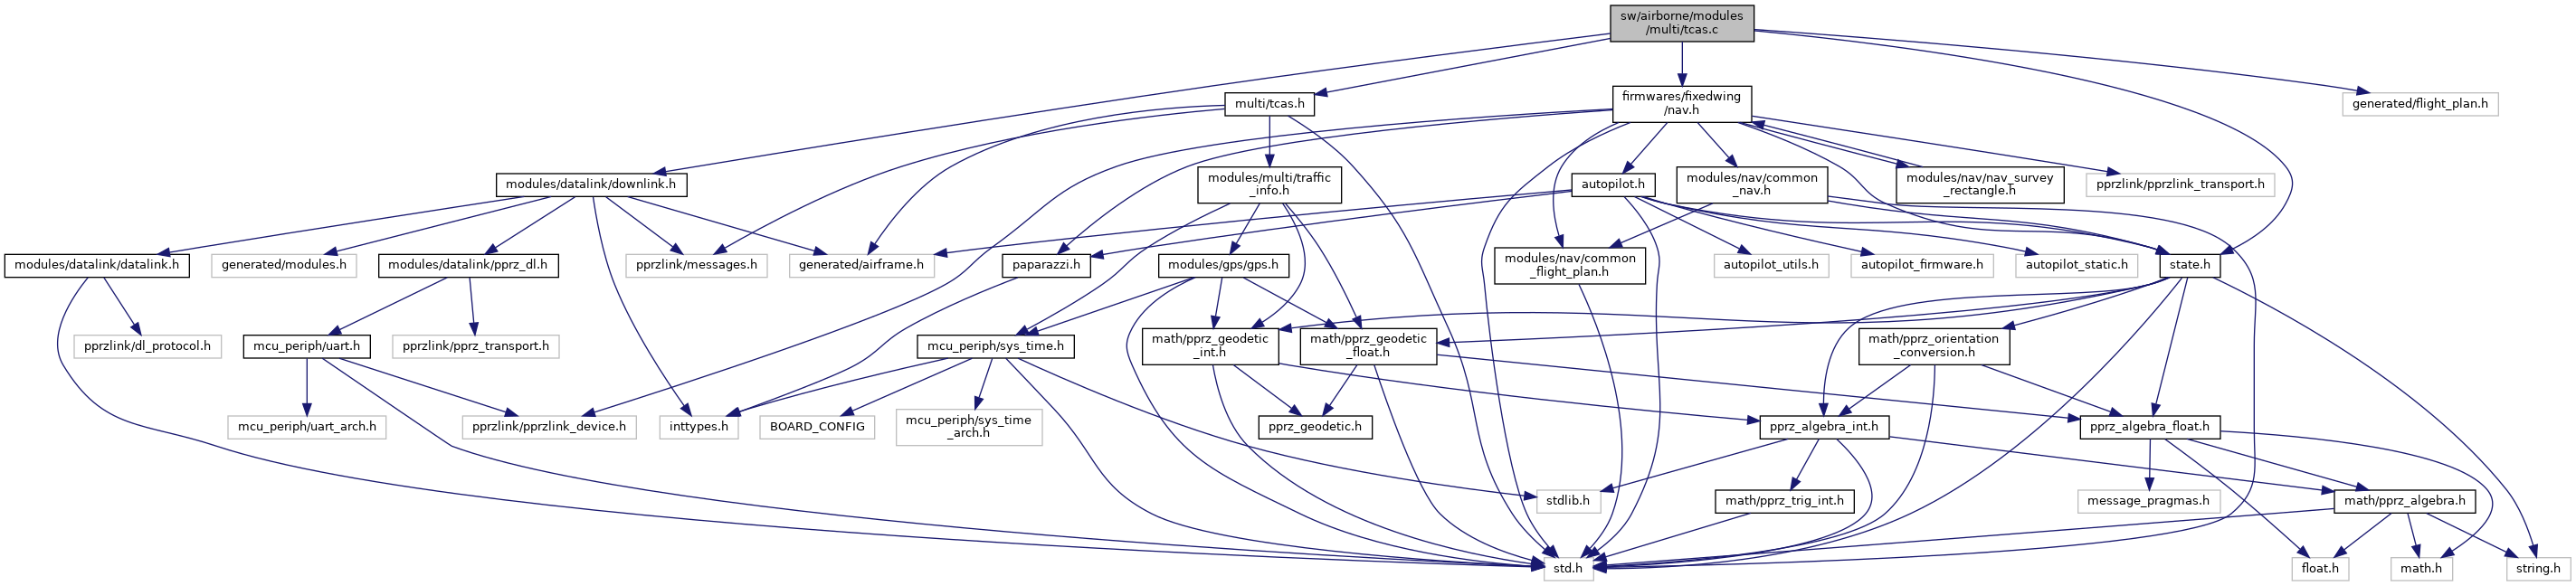 sw/airborne/modules
/multi/tcas.c
multi/tcas.h
firmwares/fixedwing
/nav.h
generated/flight_plan.h
modules/datalink/downlink.h
modules/multi/traffic
_info.h
autopilot.h
modules/nav/common
_nav.h
modules/nav/nav_survey
_rectangle.h
pprzlink/pprzlink_transport.h
modules/datalink/datalink.h
generated/modules.h
modules/datalink/pprz_dl.h
pprzlink/messages.h
generated/airframe.h
paparazzi.h
modules/gps/gps.h
modules/nav/common
_flight_plan.h
autopilot_utils.h
autopilot_firmware.h
autopilot_static.h
state.h
pprzlink/dl_protocol.h
mcu_periph/uart.h
pprzlink/pprz_transport.h
mcu_periph/sys_time.h
math/pprz_geodetic
_int.h
math/pprz_geodetic
_float.h
math/pprz_orientation
_conversion.h
mcu_periph/uart_arch.h
pprzlink/pprzlink_device.h
inttypes.h
BOARD_CONFIG
mcu_periph/sys_time
_arch.h
pprz_geodetic.h
pprz_algebra_int.h
pprz_algebra_float.h
stdlib.h
math/pprz_trig_int.h
message_pragmas.h
math/pprz_algebra.h
std.h
float.h
math.h
string.h